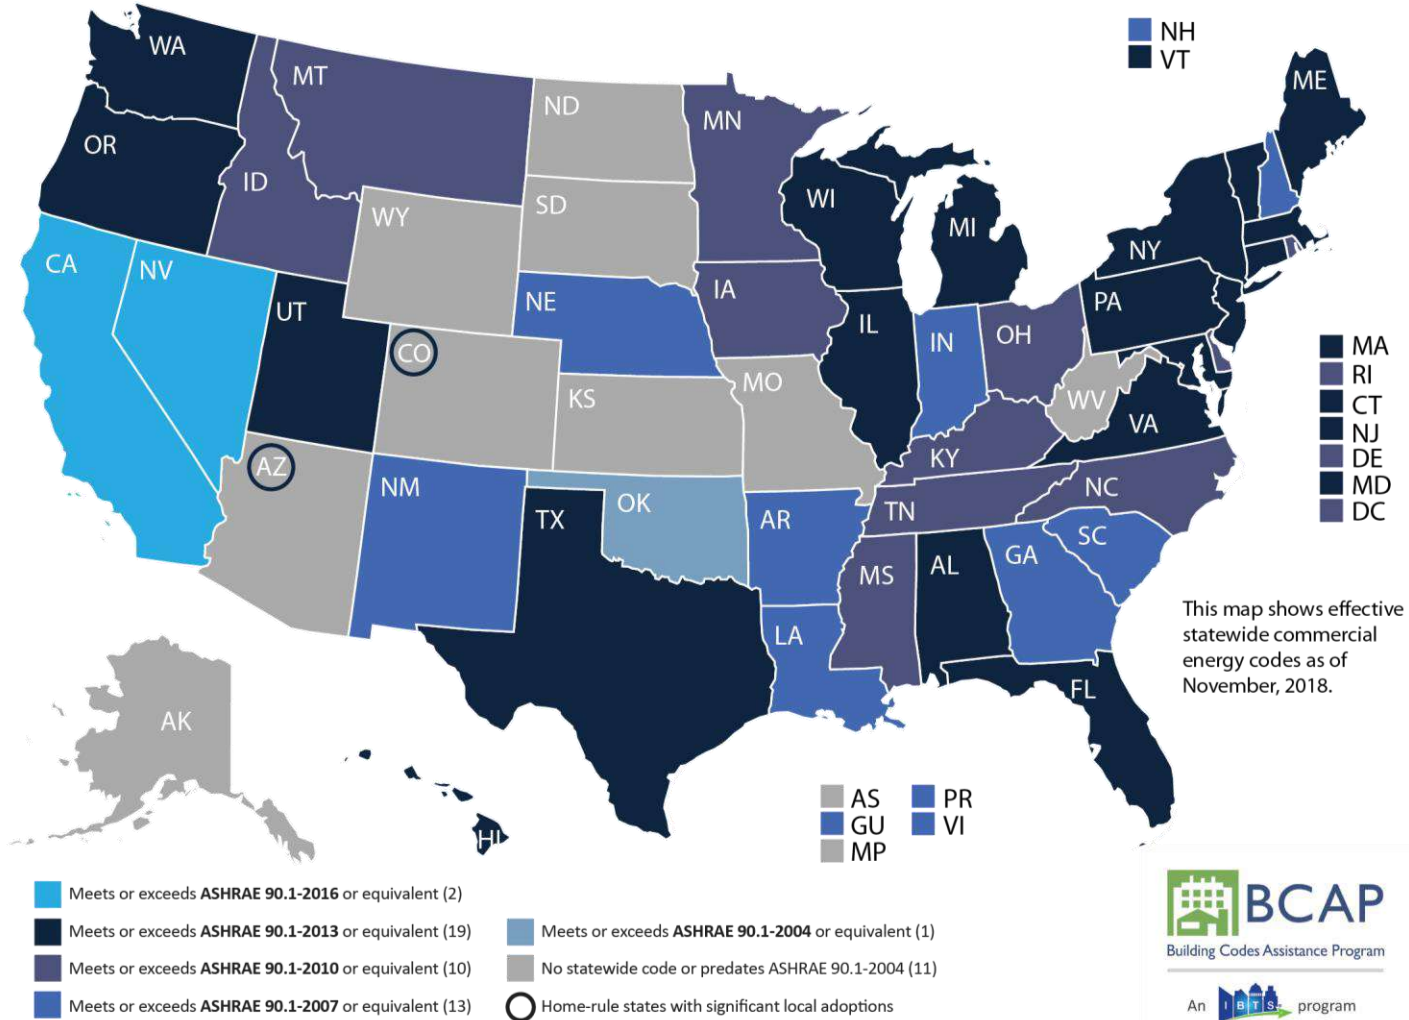 NH
VT
WA
MT
ND
MN
ME
OR
ID
WY
SD
WI
MI
NY
CA
NV
UT
NE
IA
IL
IN
OH
PA
CO
KS
MO
WV
VA
MA
RI
CT
NJ
DE
MD
DC
AZ
NM
OK
TX
AR
KY
TN
NC
SC
MS
AL
GA
LA
FL
AK
HI
This map shows effective
statewide commercial
energy codes as of
November, 2018.
AS PR
GU VI
MP
Meets or exceeds ASHRAE 90.1-2016 or equivalent (2)
Meets or exceeds ASHRAE 90.1-2013 or equivalent (19)
Meets or exceeds ASHRAE 90.1-2010 or equivalent (10)
Meets or exceeds ASHRAE 90.1-2007 or equivalent (13)
Meets or exceeds ASHRAE 90.1-2004 or equivalent (1)
No statewide code or predates ASHRAE 90.1-2004 (11)
Home-rule states with significant local adoptions
BCAP
Building Codes Assistance Program
An IBTS program